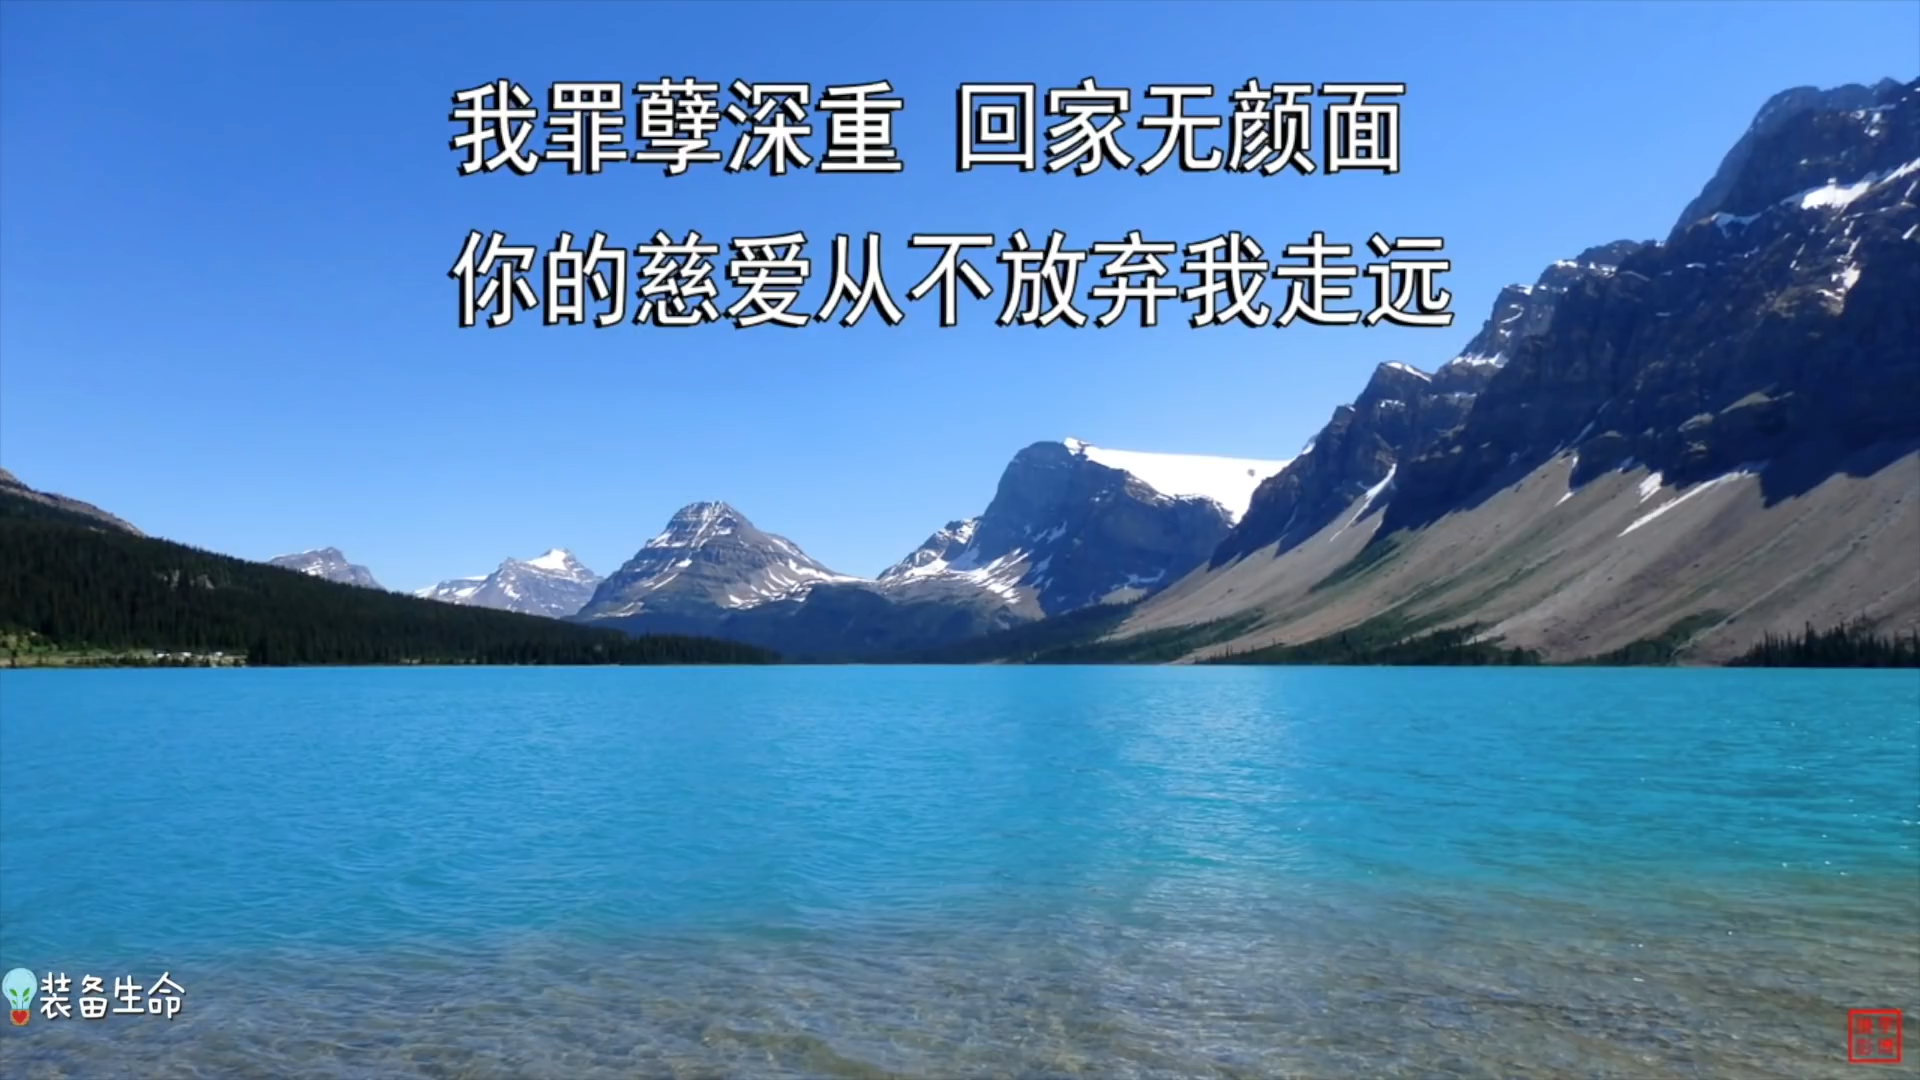 我罪孽深重 回家无颜面
你的慈爱从不放弃我走远
装备生命